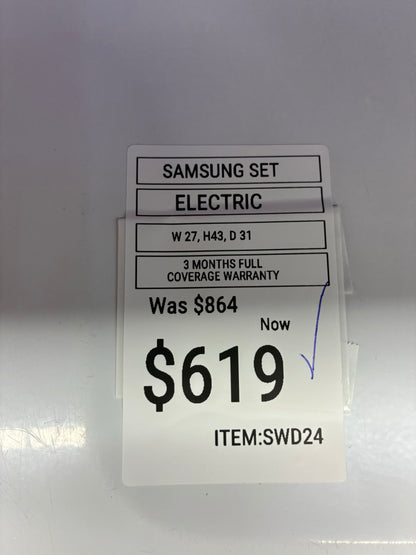 SAMSUNG SET
ELECTRIC
W 27, H43, D 31
3 MONTHS FULL
COVERAGE WARRANTY
Was $864
Now
$619
ITEM:SWD24